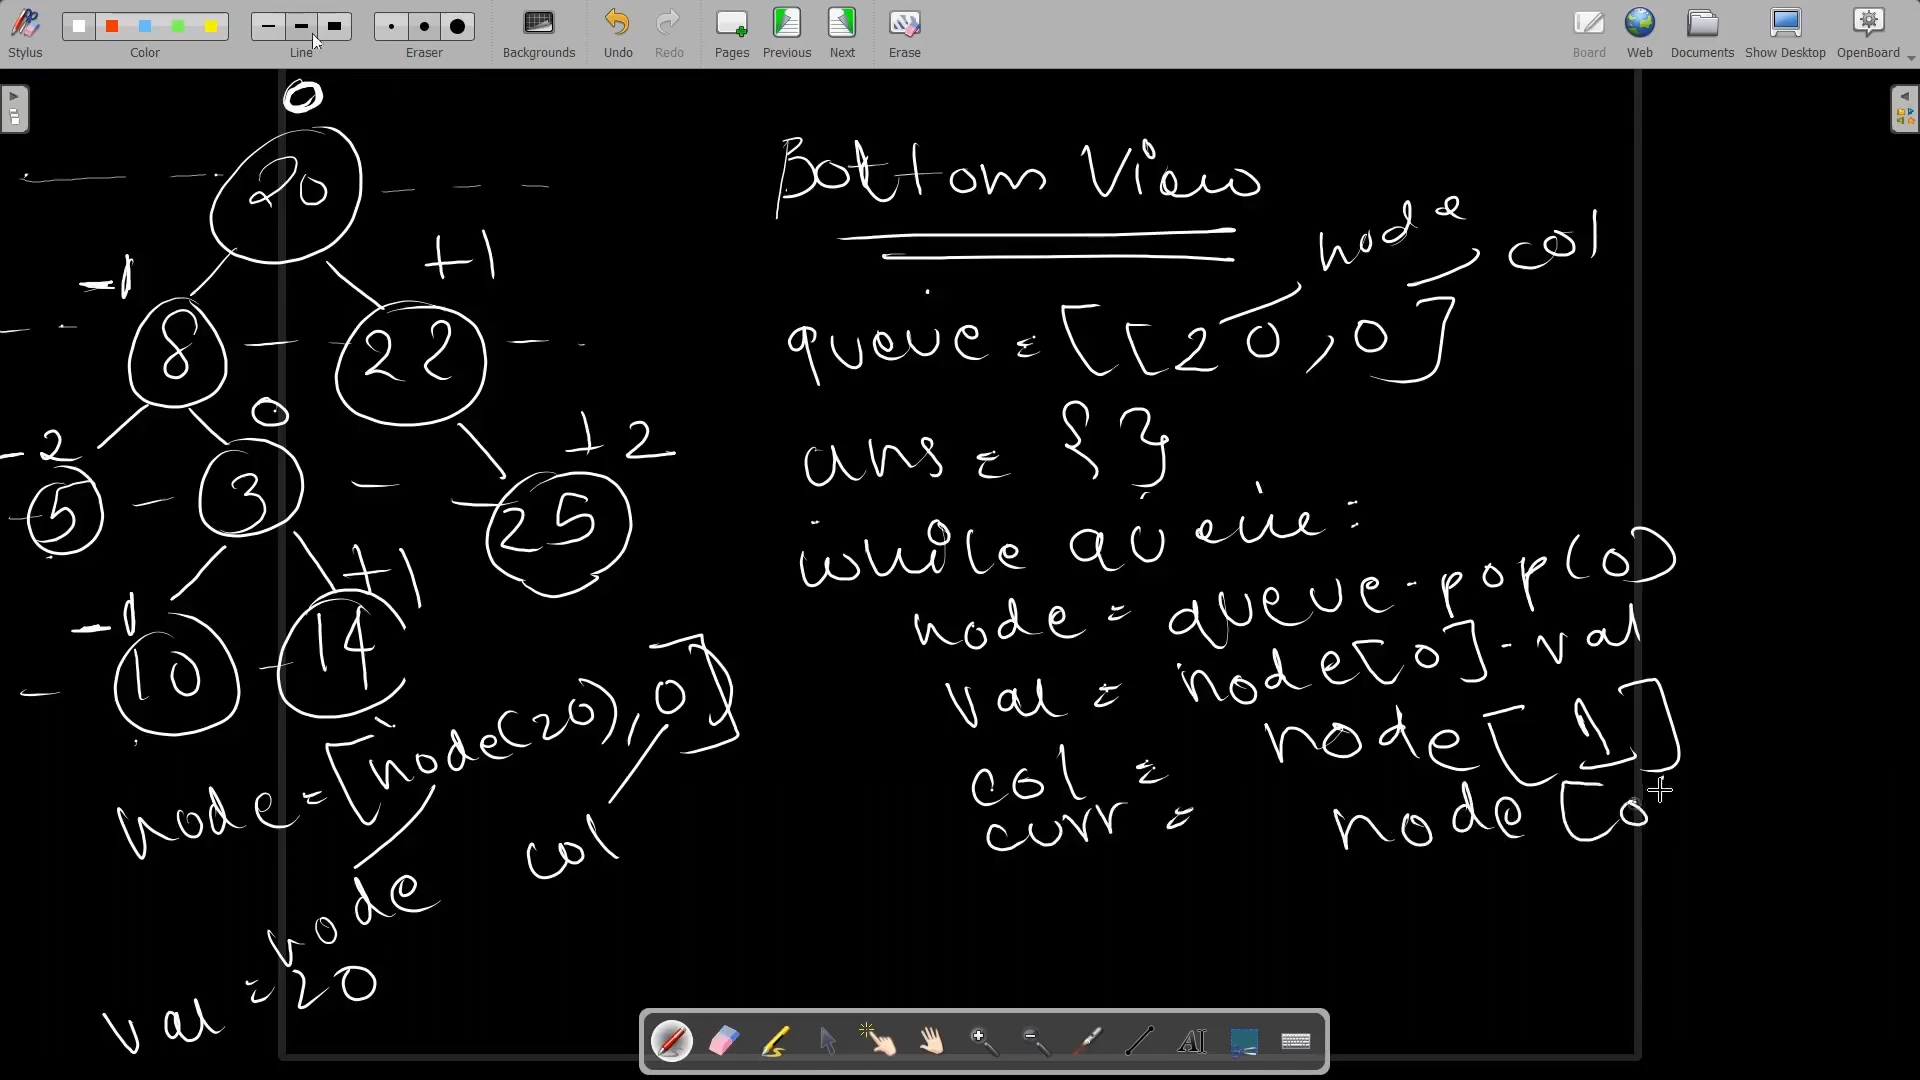 Stylus Color Line Eraser Backgrounds Undo Redo Pages Previous Next Erase Board Web Documents Show Desktop OpenBoard
0
20
-1 +1
8 22
-2 0 +2
5 3 25
-1 +1
10 14
node = [node(20), 0]
node col
val = 20
Bottom View
node col
queue = [[20, 0]
ans = { }
while queue:
node = queue.pop(0)
val = node[0].val
col = node[1]
curr = node[0
AI